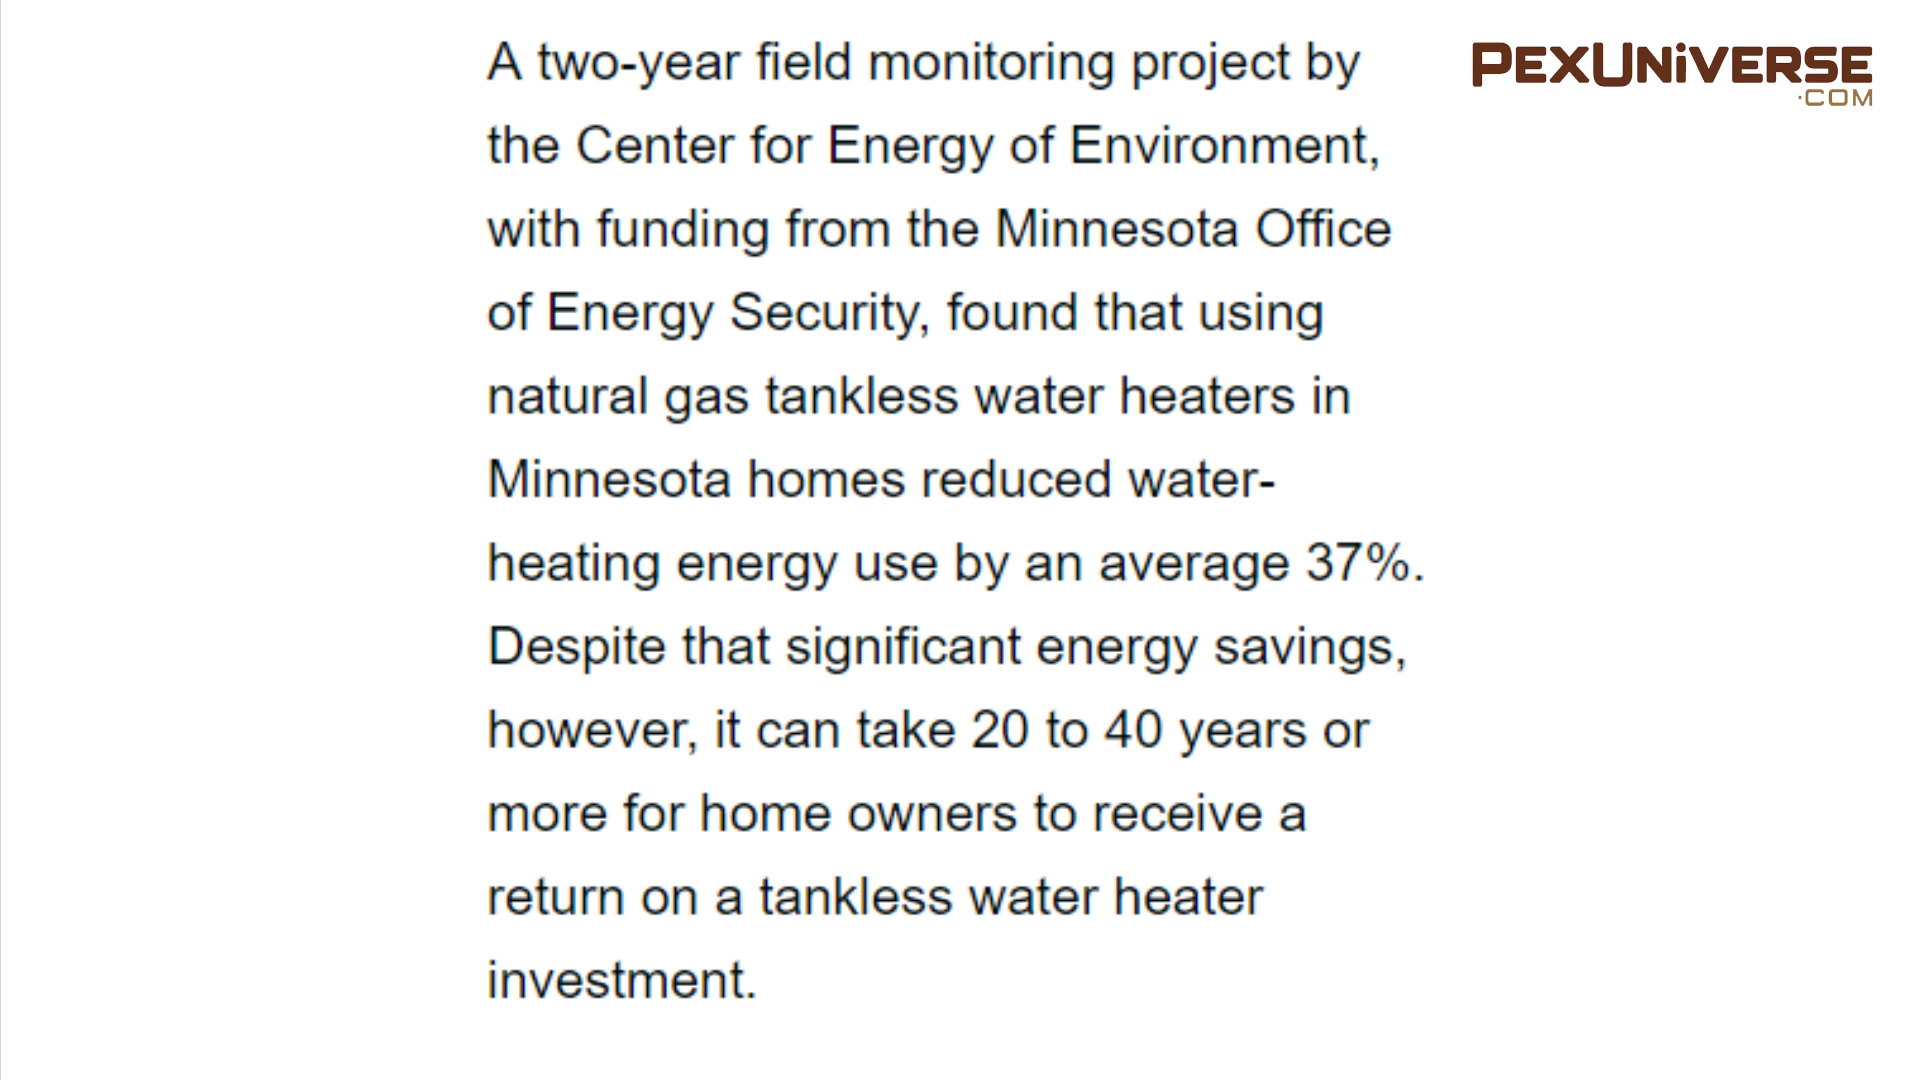 A two-year field monitoring project by
the Center for Energy of Environment,
with funding from the Minnesota Office
of Energy Security, found that using
natural gas tankless water heaters in
Minnesota homes reduced water-
heating energy use by an average 37%.
Despite that significant energy savings,
however, it can take 20 to 40 years or
more for home owners to receive a
return on a tankless water heater
investment.
PEXUNiVERSE
.COM